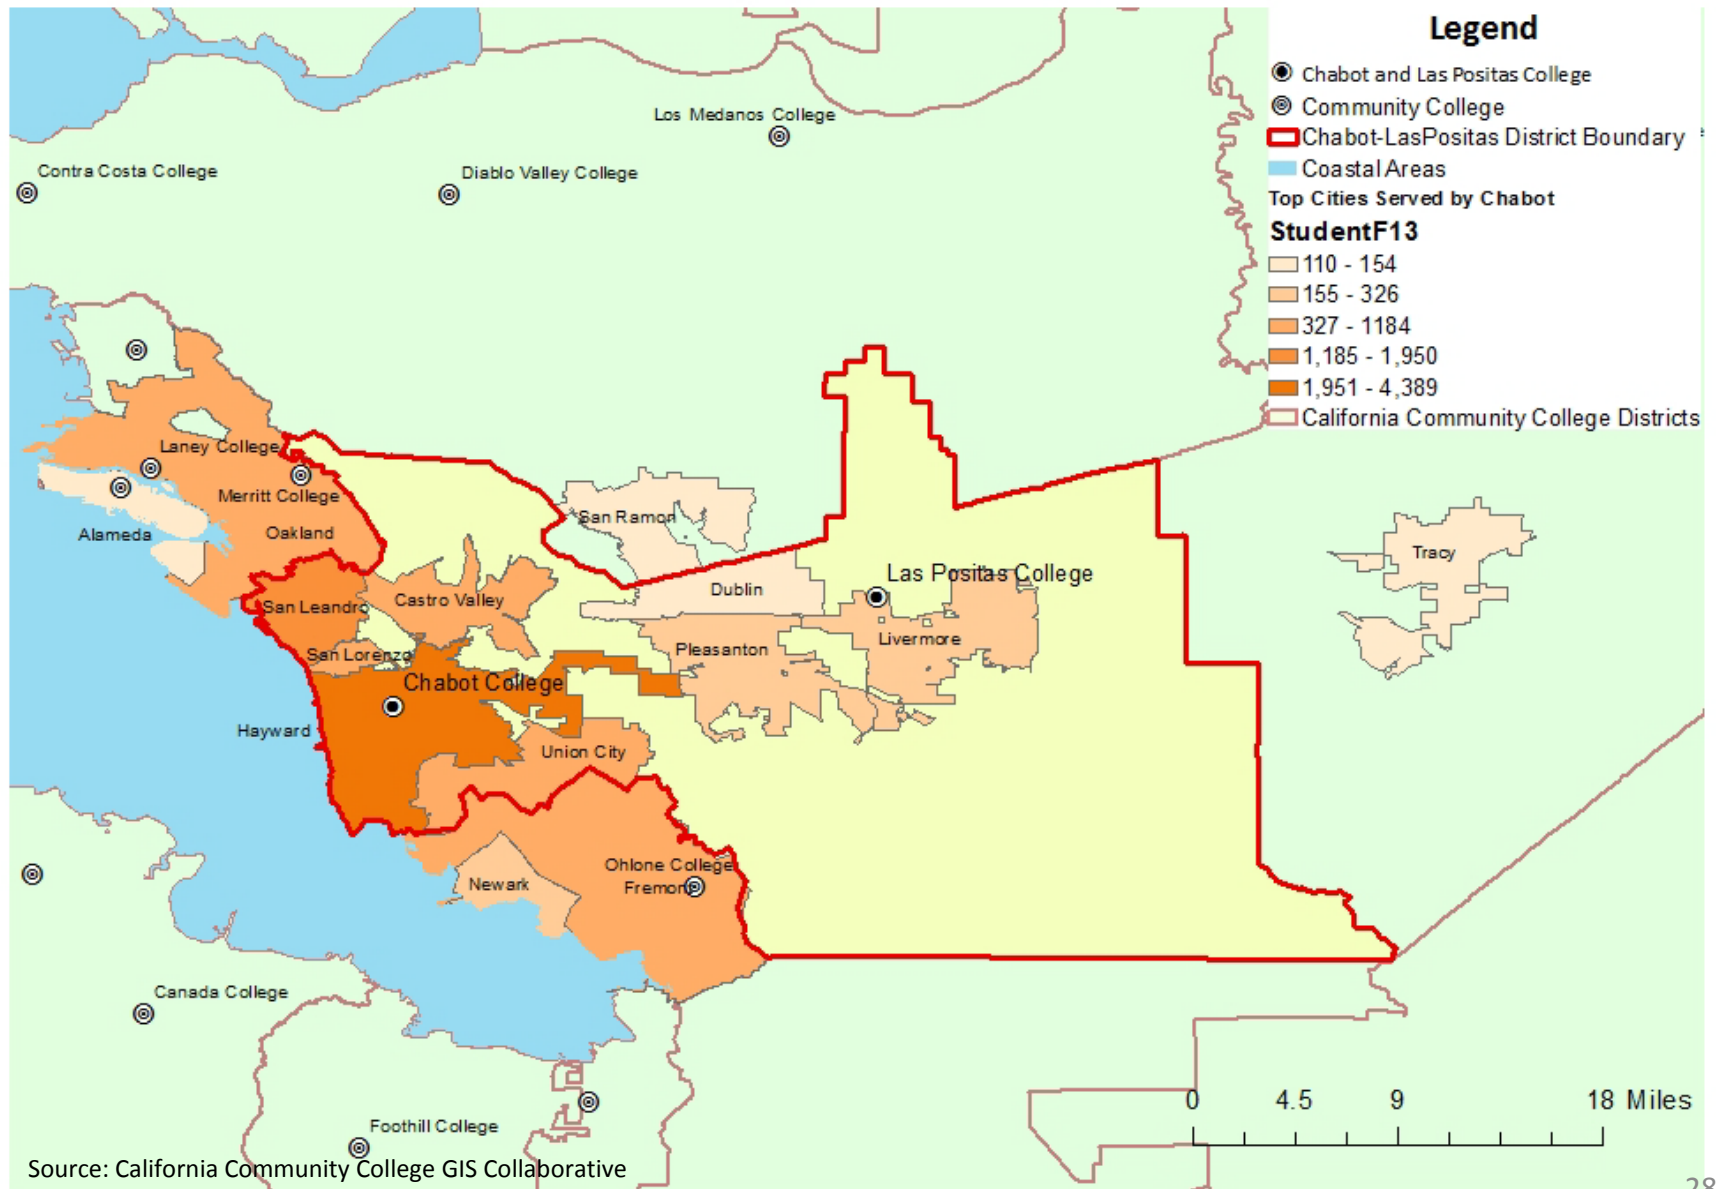 Legend
Chabot and Las Positas College
Community College
Chabot-LasPositas District Boundary
Coastal Areas
Top Cities Served by Chabot
StudentF13
110 - 154
155 - 326
327 - 1184
1,185 - 1,950
1,951 - 4,389
California Community College Districts
Los Medanos College
Contra Costa College
Diablo Valley College
Laney College
Merritt College
Alameda
Oakland
San Ramon
Tracy
Las Positas College
Dublin
San Leandro
Castro Valley
Livermore
Pleasanton
San Lorenzo
Chabot College
Hayward
Union City
Ohlone College
Newark
Fremont
Canada College
Foothill College
0 4.5 9 18 Miles
Source: California Community College GIS Collaborative
28